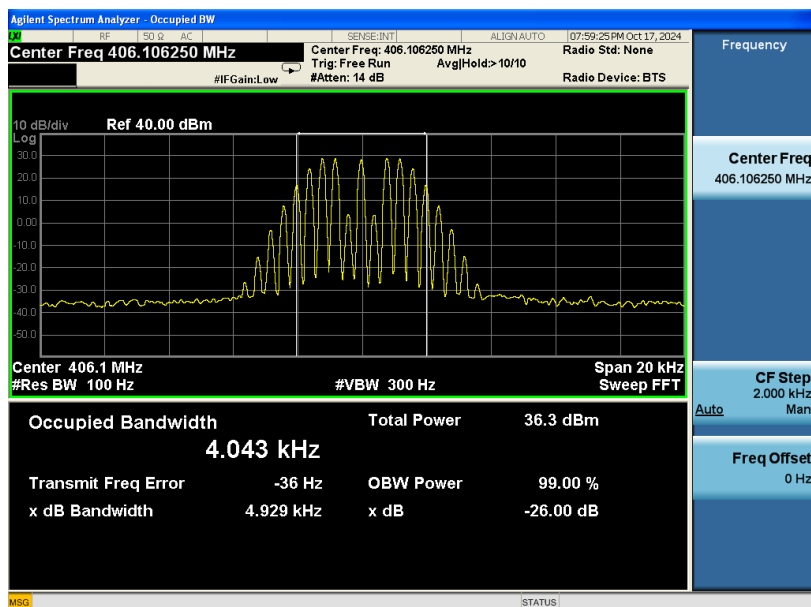 Agilent Spectrum Analyzer - Occupied BW
LXI RF 50 Ω AC SENSE:INT ALIGN AUTO 07:59:25 PM Oct 17, 2024
Center Freq 406.106250 MHz
Center Freq: 406.106250 MHz
Radio Std: None
Trig: Free Run Avg|Hold:>10/10
#IFGain:Low #Atten: 14 dB
Radio Device: BTS
10 dB/div Ref 40.00 dBm
Log
30.0
20.0
10.0
0.00
-10.0
-20.0
-30.0
-40.0
-50.0
Center 406.1 MHz Span 20 kHz
#Res BW 100 Hz #VBW 300 Hz Sweep FFT
Occupied Bandwidth Total Power 36.3 dBm
4.043 kHz
Transmit Freq Error -36 Hz OBW Power 99.00 %
x dB Bandwidth 4.929 kHz x dB -26.00 dB
MSG STATUS
Frequency
Center Freq
406.106250 MHz
CF Step
2.000 kHz
Auto Man
Freq Offset
0 Hz